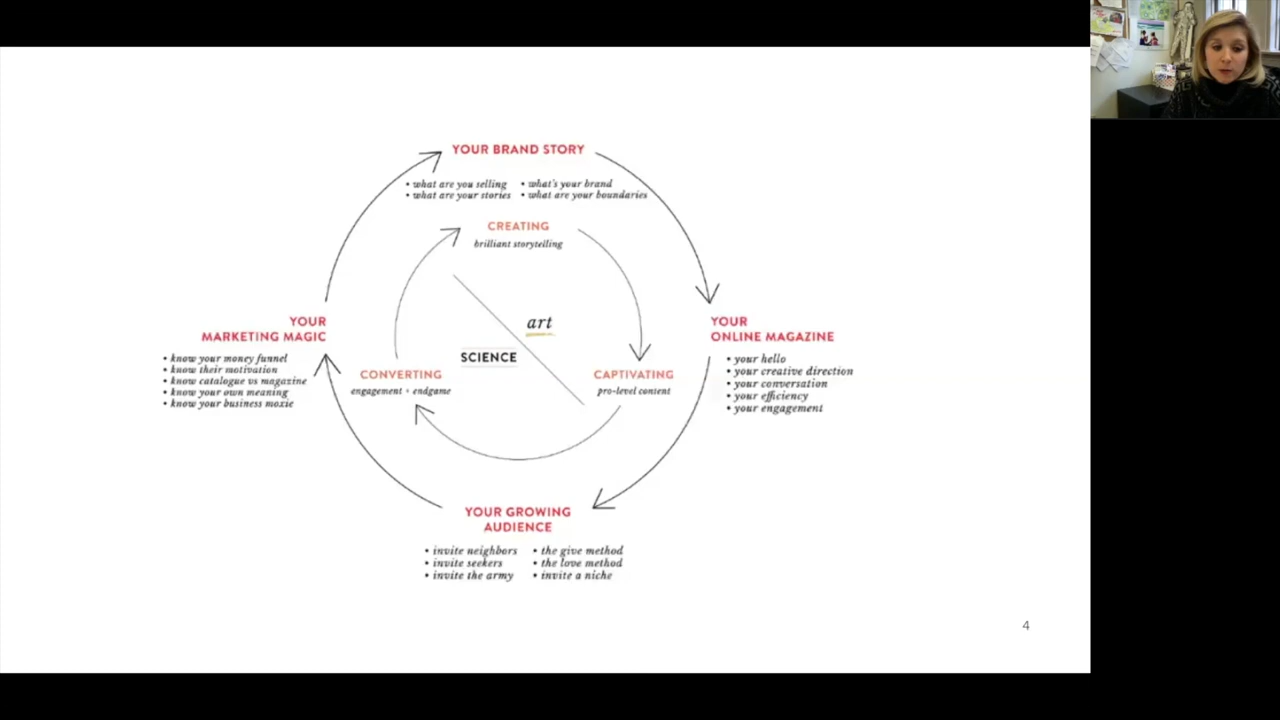 YOUR BRAND STORY
• what are you selling • what's your brand
• what are your stories • what are your boundaries
CREATING
brilliant storytelling
YOUR
MARKETING MAGIC
• know your money funnel
• know their motivation
• know catalogue vs magazine
• know your own meaning
• know your business moxie
art
SCIENCE
CONVERTING
engagement + endgame
CAPTIVATING
pro-level content
YOUR
ONLINE MAGAZINE
• your hello
• your creative direction
• your conversation
• your efficiency
• your engagement
YOUR GROWING
AUDIENCE
• invite neighbors • the give method
• invite seekers • the love method
• invite the army • invite a niche
4